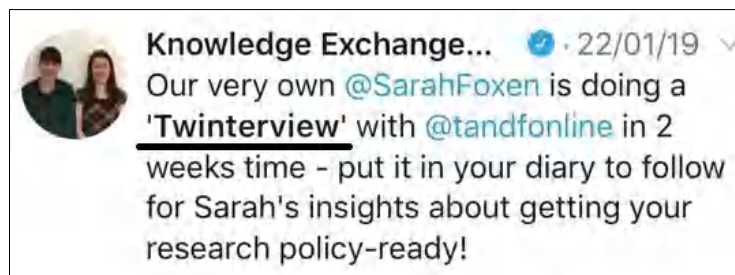 Knowledge Exchange... · 22/01/19
Our very own @SarahFoxen is doing a
'Twinterview' with @tandfonline in 2
weeks time - put it in your diary to follow
for Sarah's insights about getting your
research policy-ready!